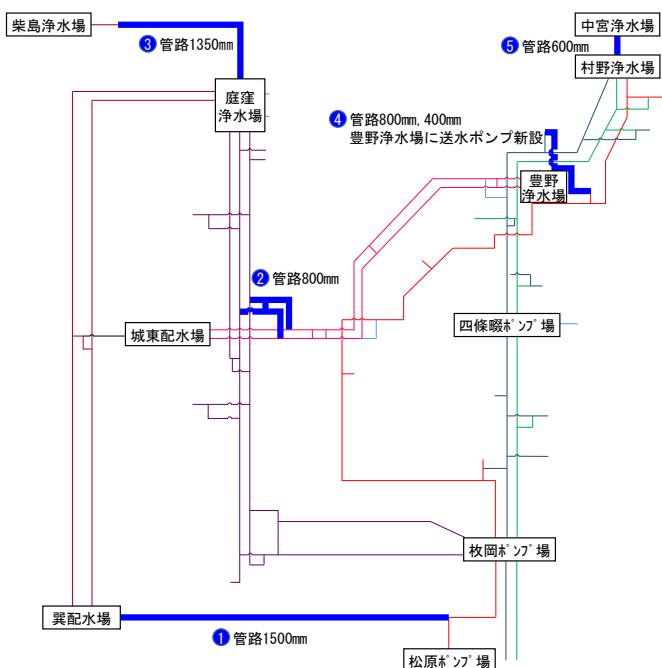 柴島浄水場
中宮浄水場
③ 管路1350mm
⑤ 管路600mm
村野浄水場
庭窪
浄水場
④ 管路800mm, 400mm
豊野浄水場に送水ポンプ新設
豊野
浄水場
② 管路800mm
城東配水場
四條畷ポンプ場
枚岡ポンプ場
巽配水場
① 管路1500mm
松原ポンプ場